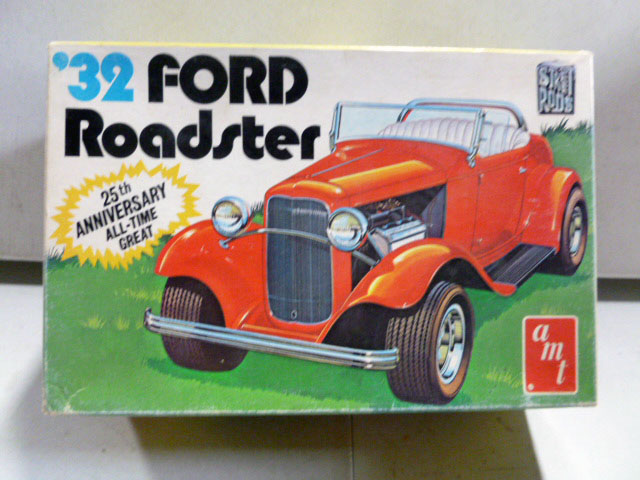 '32 FORD
Roadster
25th
ANNIVERSARY
ALL-TIME
GREAT
STREET
RODS
amt